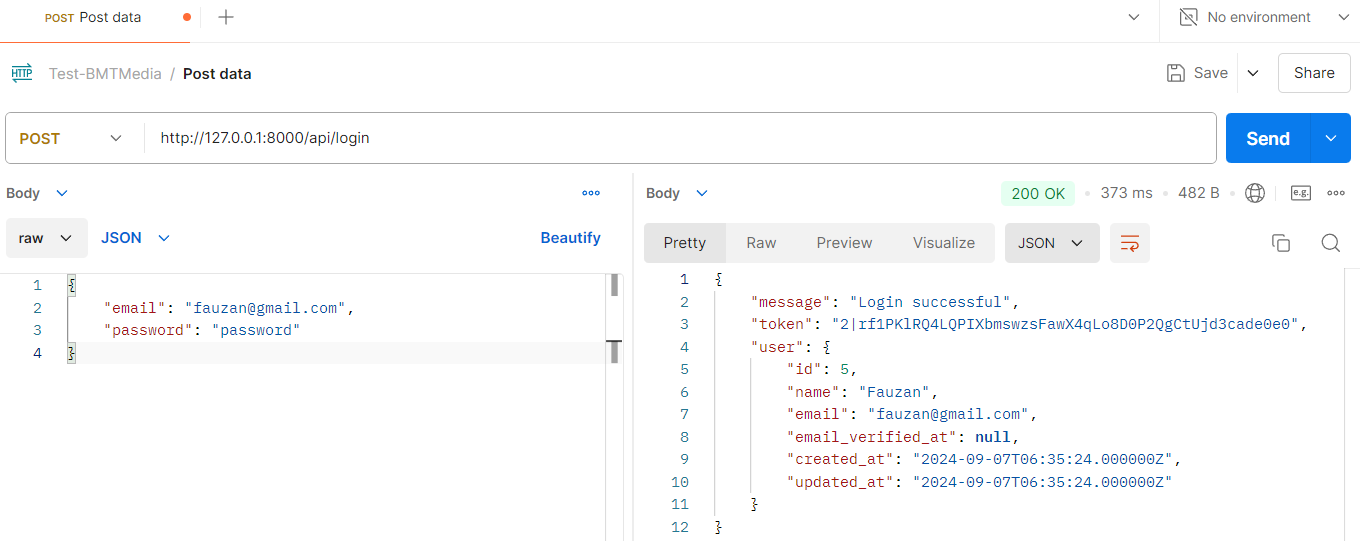 POST Post data
No environment
HTTP Test-BMTMedia / Post data
Save
Share
POST
http://127.0.0.1:8000/api/login
Send
Body
raw
JSON
Beautify
1 {
2 "email": "fauzan@gmail.com",
3 "password": "password"
4 }
Body
200 OK
373 ms
482 B
e.g.
Pretty
Raw
Preview
Visualize
JSON
1 {
2 "message": "Login successful",
3 "token": "2|rf1PKlRQ4LQPIXbmswzsFawX4qLo8D0P2QgCtUjd3cade0e0",
4 "user": {
5 "id": 5,
6 "name": "Fauzan",
7 "email": "fauzan@gmail.com",
8 "email_verified_at": null,
9 "created_at": "2024-09-07T06:35:24.000000Z",
10 "updated_at": "2024-09-07T06:35:24.000000Z"
11 }
12 }